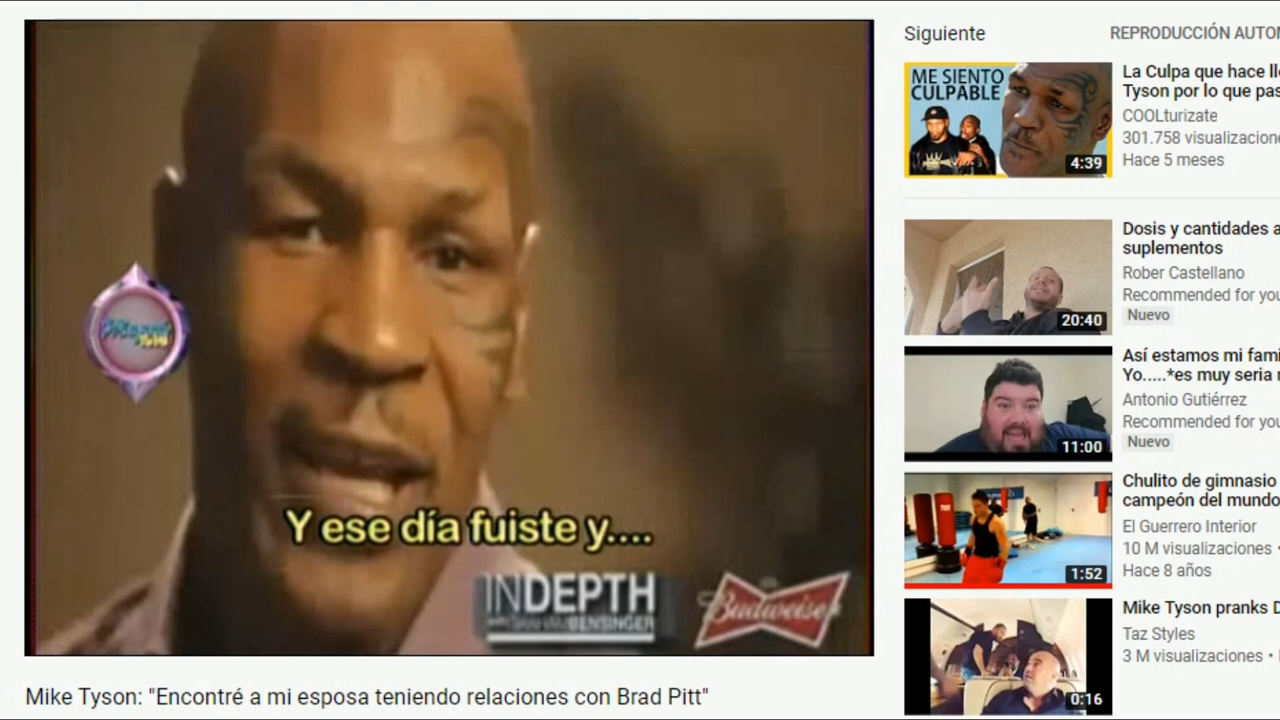 Y ese día fuiste y....
INDEPTH
BENSINGER
Budweiser
Mike Tyson: "Encontré a mi esposa teniendo relaciones con Brad Pitt"
Siguiente
REPRODUCCIÓN AUTOM
ME SIENTO
CULPABLE
4:39
La Culpa que hace lle
Tyson por lo que pas
COOLturizate
301.758 visualizacione
Hace 5 meses
20:40
Dosis y cantidades a
suplementos
Rober Castellano
Recommended for you
Nuevo
11:00
Así estamos mi fami
Yo.....*es muy seria
Antonio Gutiérrez
Recommended for you
Nuevo
1:52
Chulito de gimnasio
campeón del mundo
El Guerrero Interior
10 M visualizaciones •
Hace 8 años
0:16
Mike Tyson pranks D
Taz Styles
3 M visualizaciones •